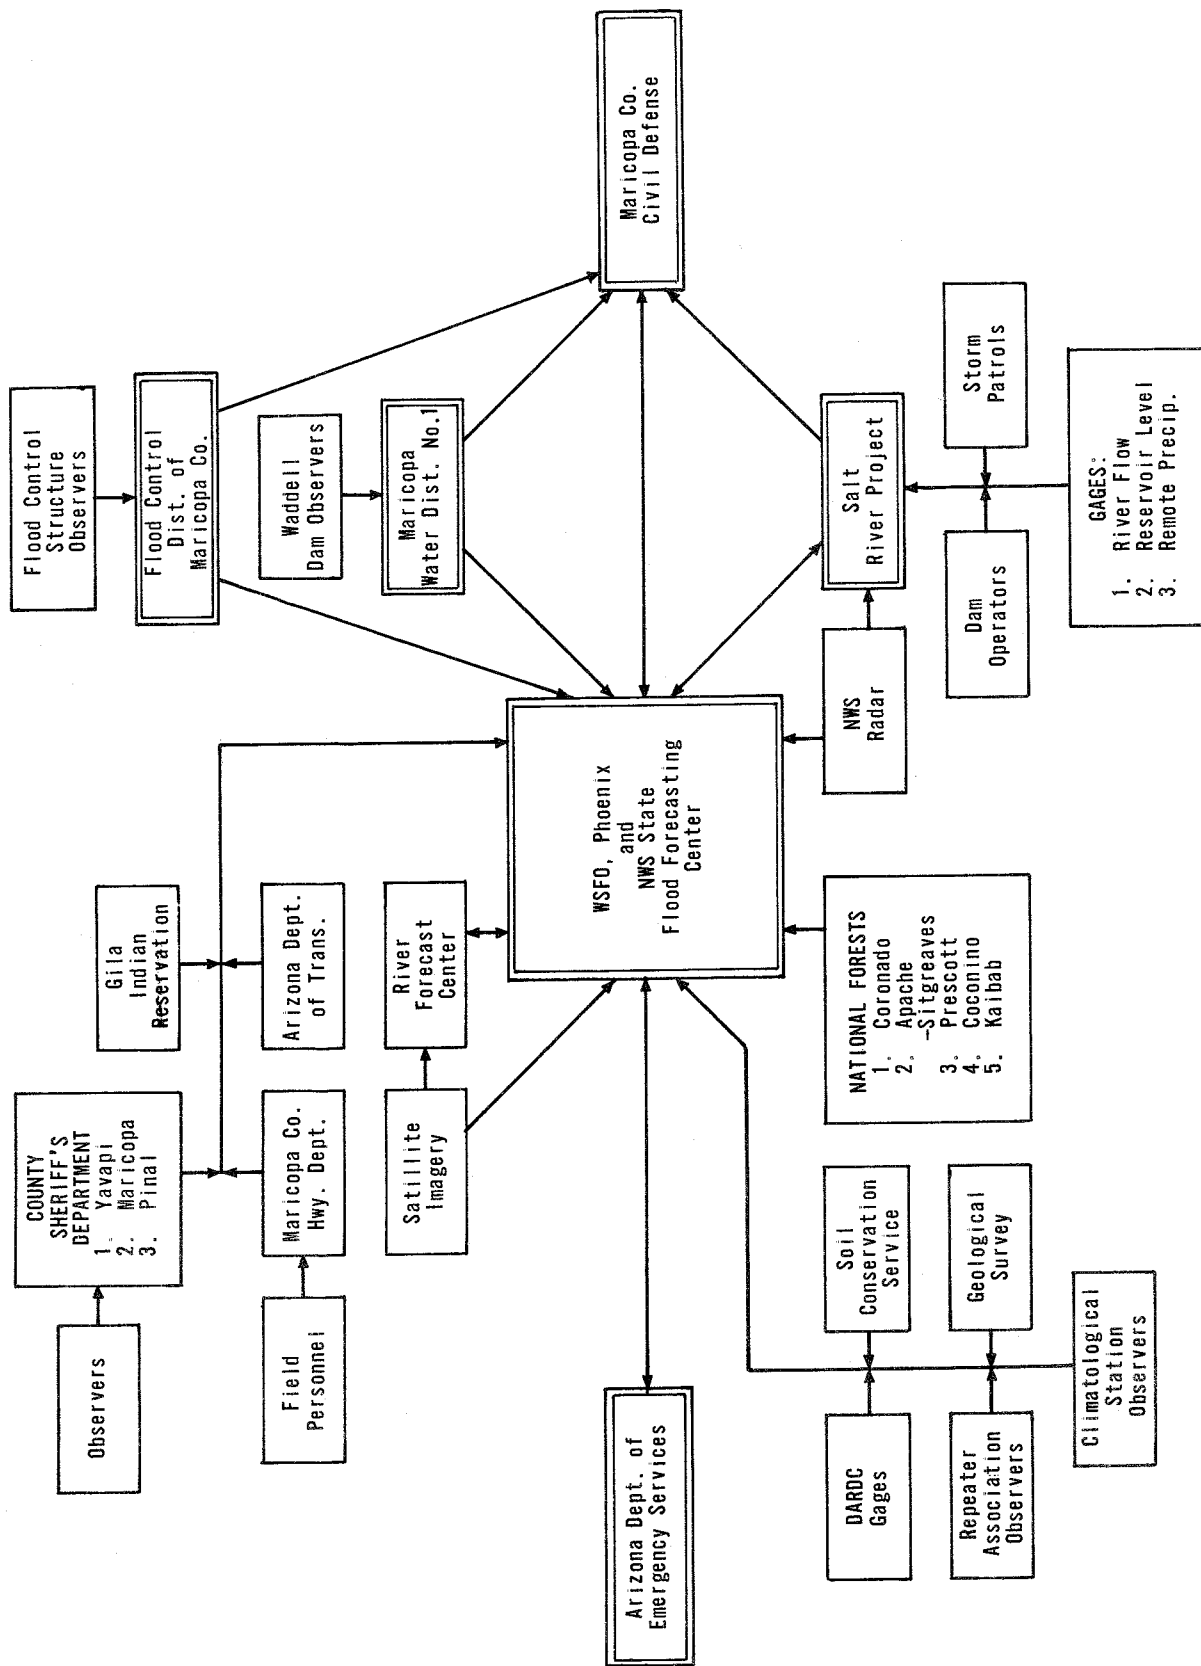 Observers
COUNTY
SHERIFF'S
DEPARTMENT
1. Yavapi
2. Maricopa
3. Pinal
Gila
Indian
Reservation
Flood Control
Structure
Observers
Field
Personnel
Maricopa Co.
Hwy. Dept.
Arizona Dept.
of Trans.
Flood Control
Dist. of
Maricopa Co.
Satillite
Imagery
River
Forecast
Center
Waddell
Dam Observers
Maricopa
Water Dist. No.1
Arizona Dept. of
Emergency Services
WSFO, Phoenix
and
NWS State
Flood Forecasting
Center
Maricopa Co.
Civil Defense
DARDC
Gages
Soil
Conservation
Service
NATIONAL FORESTS
1. Coronado
2. Apache
-Sitgreaves
3. Prescott
4. Coconino
5. Kaibab
NWS
Radar
Salt
River Project
Repeater
Association
Observers
Geological
Survey
Dam
Operators
Storm
Patrols
Climatological
Station
Observers
GAGES:
1. River Flow
2. Reservoir Level
3. Remote Precip.